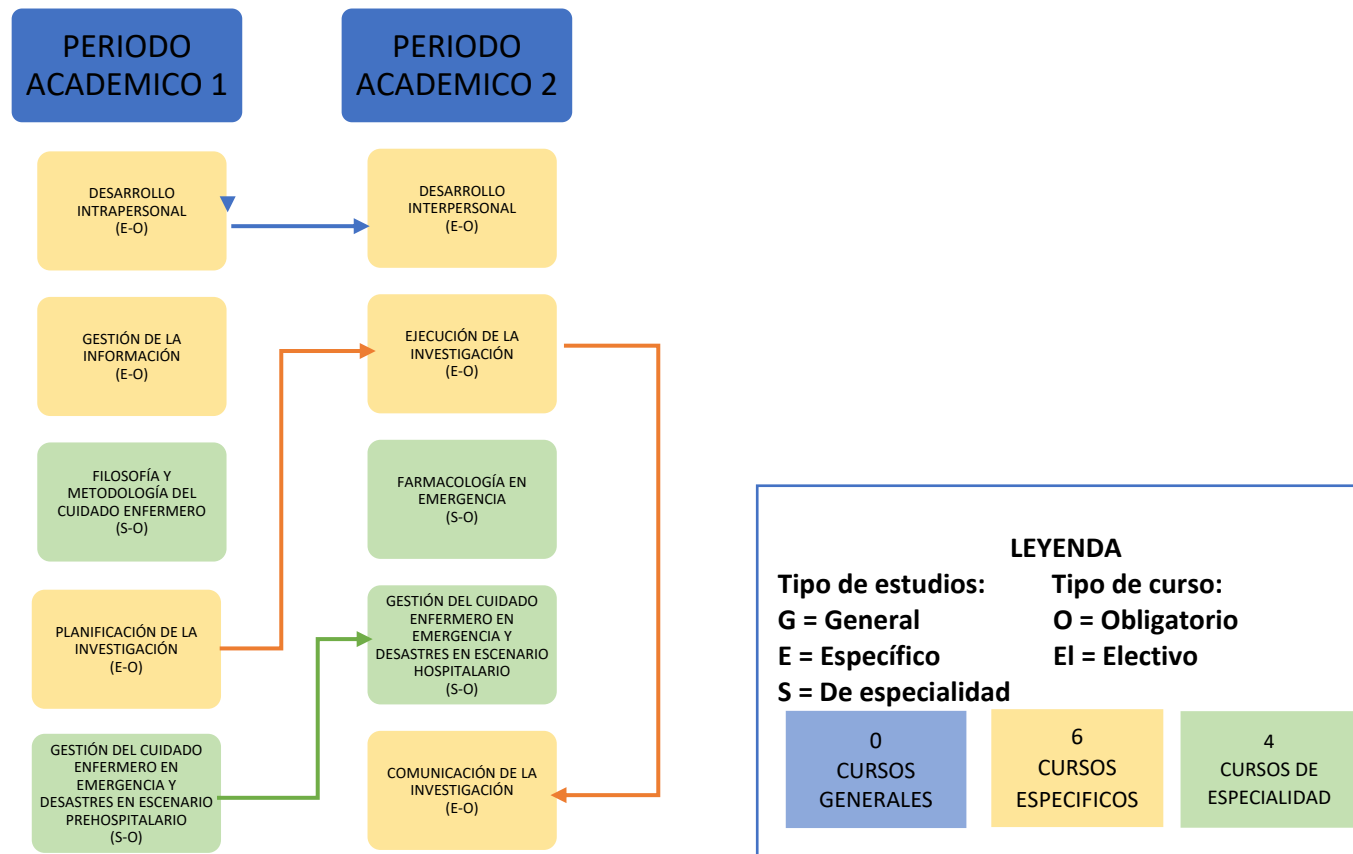 PERIODO
ACADEMICO 1
DESARROLLO
INTRAPERSONAL
(E-O)
GESTIÓN DE LA
INFORMACIÓN
(E-O)
FILOSOFÍA Y
METODOLOGÍA DEL
CUIDADO ENFERMERO
(S-O)
PLANIFICACIÓN DE LA
INVESTIGACIÓN
(E-O)
GESTIÓN DEL CUIDADO
ENFERMERO EN
EMERGENCIA Y
DESASTRES EN ESCENARIO
PREHOSPITALARIO
(S-O)
PERIODO
ACADEMICO 2
DESARROLLO
INTERPERSONAL
(E-O)
EJECUCIÓN DE LA
INVESTIGACIÓN
(E-O)
FARMACOLOGÍA EN
EMERGENCIA
(S-O)
GESTIÓN DEL CUIDADO
ENFERMERO EN
EMERGENCIA Y
DESASTRES EN ESCENARIO
HOSPITALARIO
(S-O)
COMUNICACIÓN DE LA
INVESTIGACIÓN
(E-O)
LEYENDA
Tipo de estudios: Tipo de curso:
G = General O = Obligatorio
E = Específico El = Electivo
S = De especialidad
0
CURSOS
GENERALES
6
CURSOS
ESPECIFICOS
4
CURSOS DE
ESPECIALIDAD